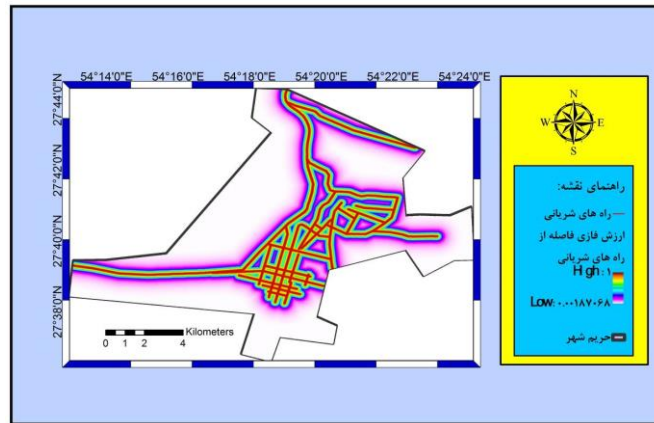 54°14'0"E 54°16'0"E 54°18'0"E 54°20'0"E 54°22'0"E 54°24'0"E
27°44'0"N
27°42'0"N
27°40'0"N
27°38'0"N
Kilometers
0 1 2 4
N
W E
S
راهنمای نقشه:
راه های شریانی
ارزش فازی فاصله از
راه های شریانی
High : ۱
Low : ۰.۰۰۱۸۷۰۶۸
حریم شهر